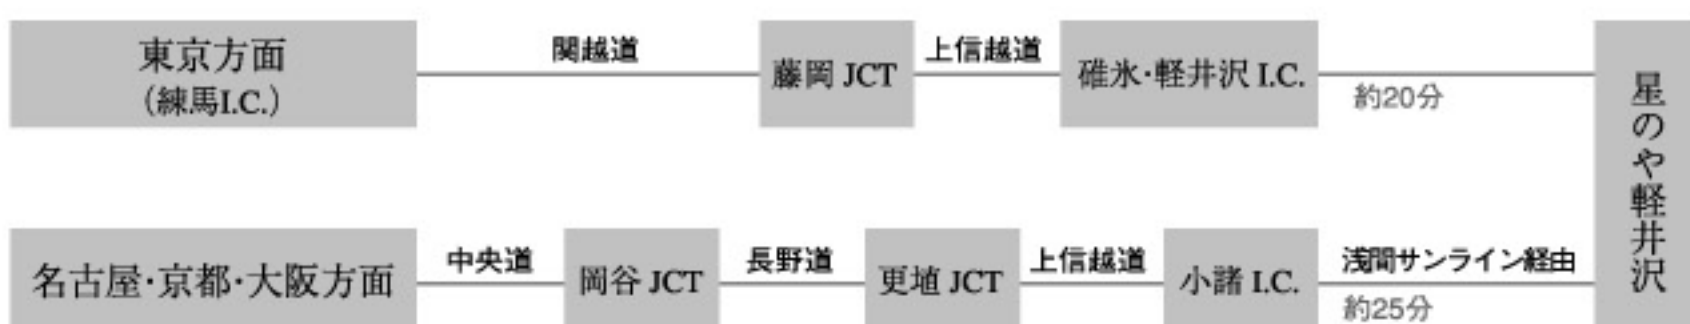 東京方面
(練馬I.C.)
関越道
藤岡 JCT
上信越道
碓氷・軽井沢 I.C.
約20分
星のや軽井沢
名古屋・京都・大阪方面
中央道
岡谷 JCT
長野道
更埴 JCT
上信越道
小諸 I.C.
浅間サンライン経由
約25分